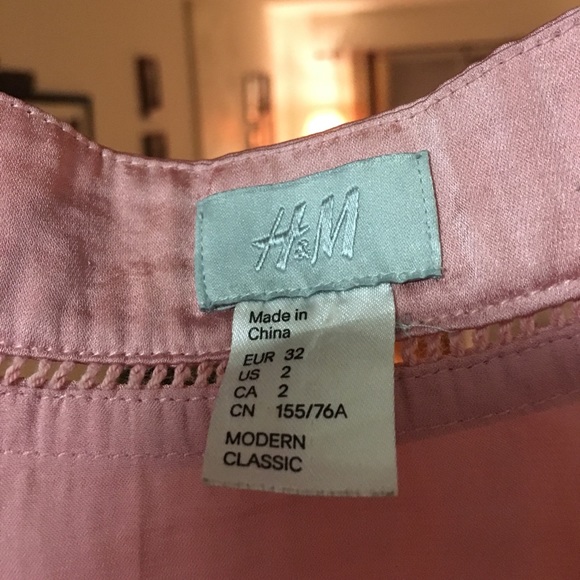 H&M
Made in
China
EUR 32
US 2
CA 2
CN 155/76A
MODERN
CLASSIC